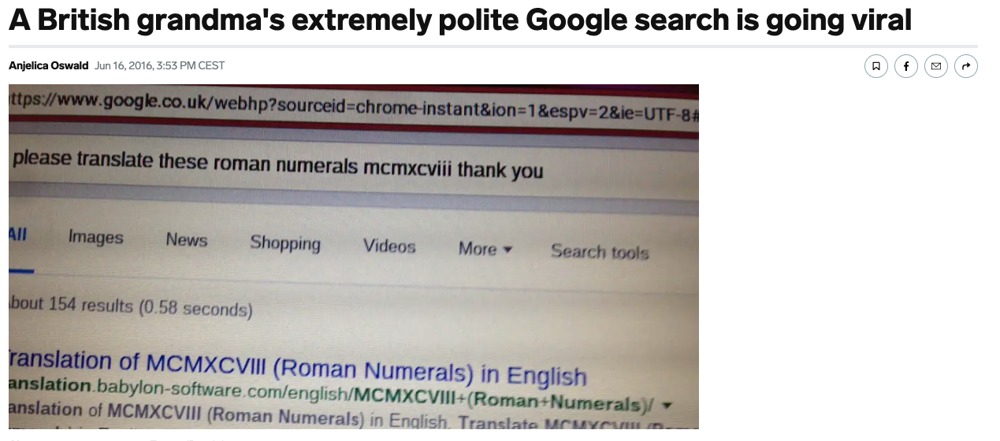 A British grandma's extremely polite Google search is going viral
Anjelica Oswald Jun 16, 2016, 3:53 PM CEST
ttps://www.google.co.uk/webhp?sourceid=chrome-instant&ion=1&espv=2&ie=UTF-8#
please translate these roman numerals mcmxcviii thank you
All Images News Shopping Videos More Search tools
bout 154 results (0.58 seconds)
ranslation of MCMXCVIII (Roman Numerals) in English
anslation.babylon-software.com/english/MCMXCVIII+(Roman+Numerals)/
anslation of MCMXCVIII (Roman Numerals) in English. Translate MCMXCVIII